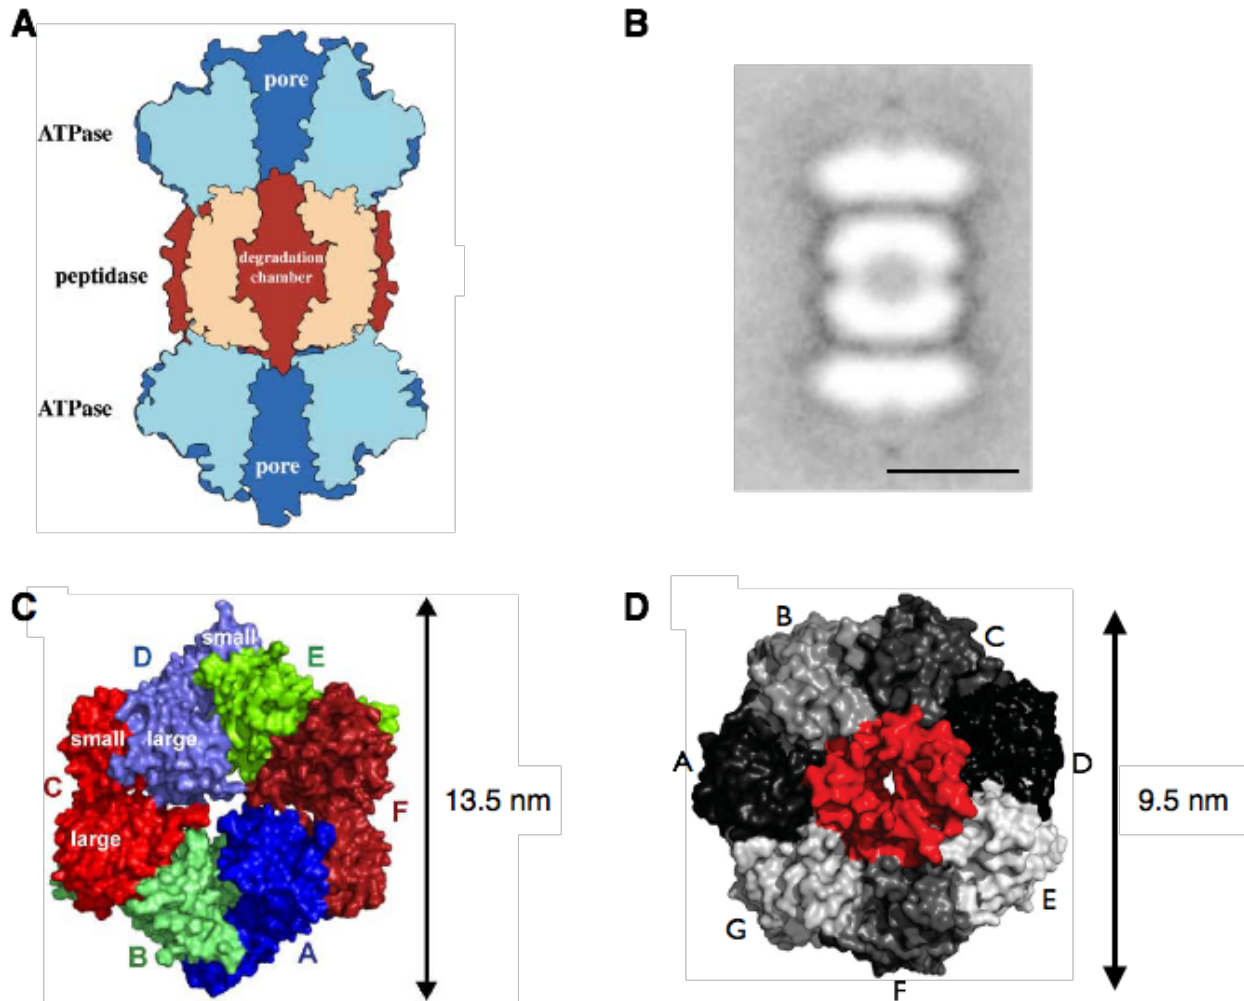 A
pore
ATPase
degradation
chamber
peptidase
ATPase
pore
B
C
small
D
E
small
large
C
F
large
B
A
13.5 nm
D
B
C
A
D
G
E
F
9.5 nm